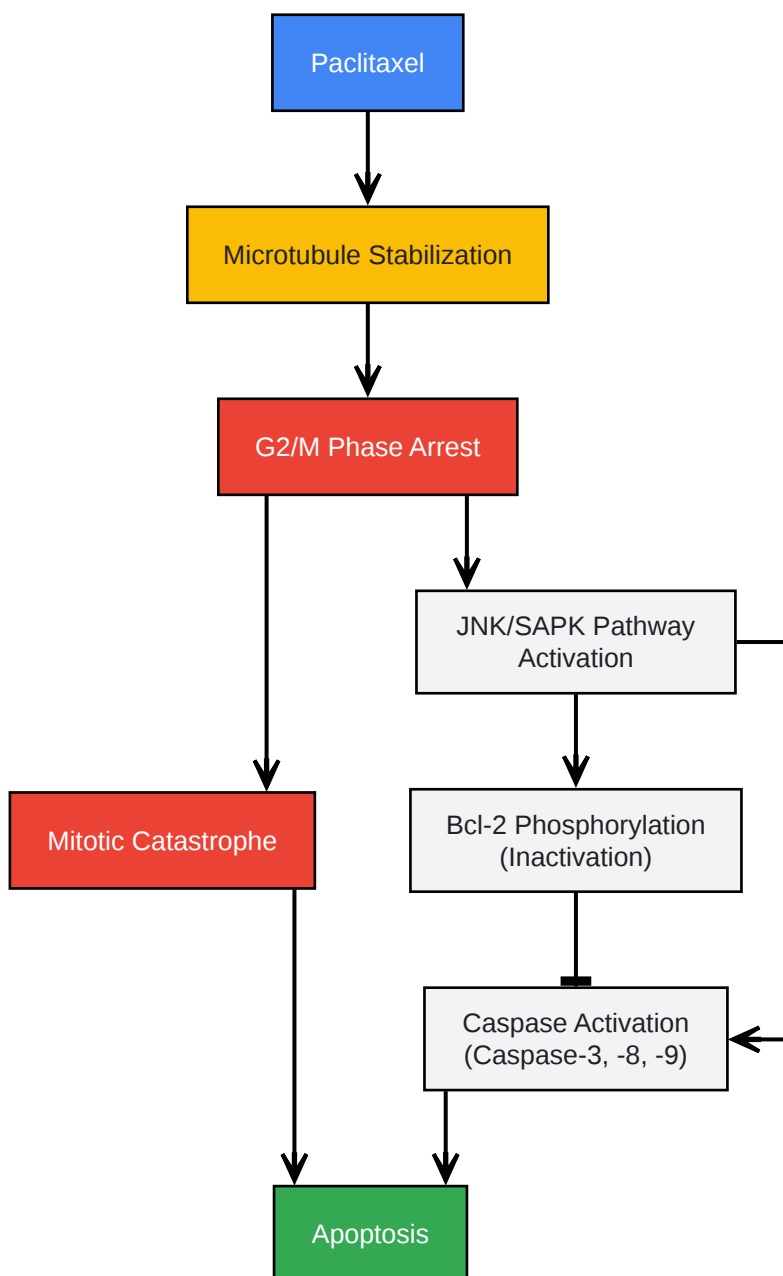 Paclitaxel
Microtubule Stabilization
G2/M Phase Arrest
JNK/SAPK Pathway
Activation
Mitotic Catastrophe
Bcl-2 Phosphorylation
(Inactivation)
Caspase Activation
(Caspase-3, -8, -9)
Apoptosis